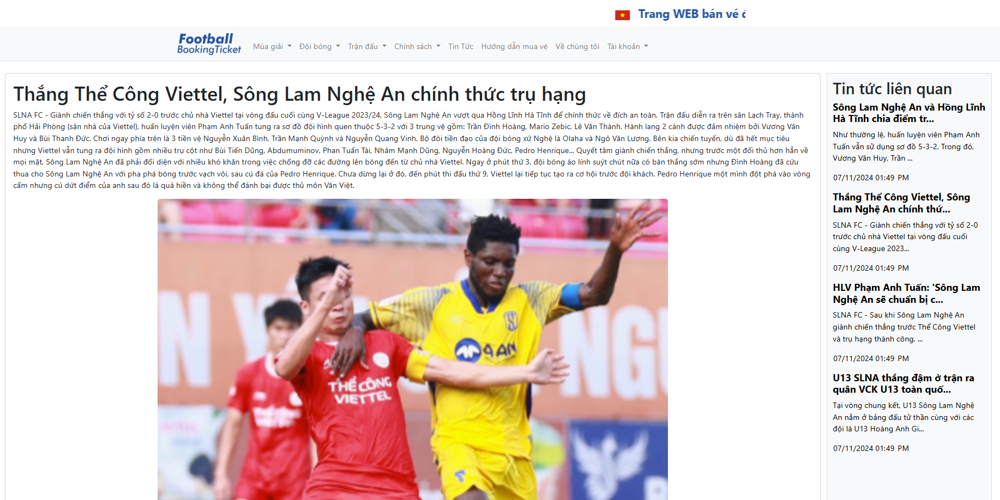 Trang WEB bán vé
Football
BookingTicket
Mùa giải
Đội bóng
Trận đấu
Chính sách
Tin Tức
Hướng dẫn mua vé
Về chúng tôi
Tài khoản
Thắng Thể Công Viettel, Sông Lam Nghệ An chính thức trụ hạng
SLNA FC - Giành chiến thắng với tỷ số 2-0 trước chủ nhà Viettel tại vòng đấu cuối cùng V-League 2023/24, Sông Lam Nghệ An vượt qua Hồng Lĩnh Hà Tĩnh để chính thức về đích an toàn. Trận đấu diễn ra trên sân Lạch Tray, thành
phố Hải Phòng (sân nhà của Viettel), huấn luyện viên Phạm Anh Tuấn tung ra sơ đồ đội hình quen thuộc 5-3-2 với 3 trung vệ gồm: Trần Đình Hoàng, Mario Zebic, Lê Văn Thành. Hành lang 2 cánh được đảm nhiệm bởi Vương Văn
Huy và Bùi Thanh Đức. Chơi ngay phía trên là 3 tiền vệ Nguyễn Xuân Bình, Trần Mạnh Quỳnh và Nguyễn Quang Vinh. Bộ đôi tiền đạo của đội bóng xứ Nghệ là Olaha và Ngô Văn Lương. Bên kia chiến tuyến, dù đã hết mục tiêu
nhưng Viettel vẫn tung ra đội hình gồm nhiều trụ cột như Bùi Tiến Dũng, Abdumuminov, Phan Tuấn Tài, Nhâm Mạnh Dũng, Nguyễn Hoàng Đức, Pedro Henrique... Quyết tâm giành chiến thắng, nhưng trước một đối thủ hơn hẳn về
mọi mặt, Sông Lam Nghệ An đã phải đối diện với nhiều khó khăn trong việc chống đỡ các đường lên bóng đến từ chủ nhà Viettel. Ngay ở phút thứ 3, đội bóng áo lính suýt chút nữa có bàn thắng sớm nhưng Đình Hoàng đã cứu
thua cho Sông Lam Nghệ An với pha phá bóng trước vạch vôi, sau cú đá của Pedro Henrique. Chưa dừng lại ở đó, đến phút thi đấu thứ 9, Viettel lại tiếp tục tạo ra cơ hội trước đội khách. Pedro Henrique một mình đột phá vào vòng
cấm nhưng cú dứt điểm của anh sau đó là quá hiền và không thể đánh bại được thủ môn Văn Việt.
THỂ CÔNG
VIETTEL
Tin tức liên quan
Sông Lam Nghệ An và Hồng Lĩnh
Hà Tĩnh chia điểm tr...
Như thường lệ, huấn luyện viên Phạm Anh
Tuấn vẫn sử dụng sơ đồ 5-3-2. Trong đó,
Vương Văn Huy, Trần ...
07/11/2024 01:49 PM
Thắng Thể Công Viettel, Sông
Lam Nghệ An chính thứ...
SLNA FC - Giành chiến thắng với tỷ số 2-0
trước chủ nhà Viettel tại vòng đấu cuối
cùng V-League 2023...
07/11/2024 01:49 PM
HLV Phạm Anh Tuấn: 'Sông Lam
Nghệ An sẽ chuẩn bị c...
SLNA FC - Sau khi Sông Lam Nghệ An
giành chiến thắng trước Thể Công Viettel
và trụ hạng thành công, ...
07/11/2024 01:49 PM
U13 SLNA thắng đậm ở trận ra
quân VCK U13 toàn quố...
Tại vòng chung kết, U13 Sông Lam Nghệ
An nằm ở bảng đấu tử thần cùng với các
đội là U13 Hoàng Anh Gi...
07/11/2024 01:49 PM